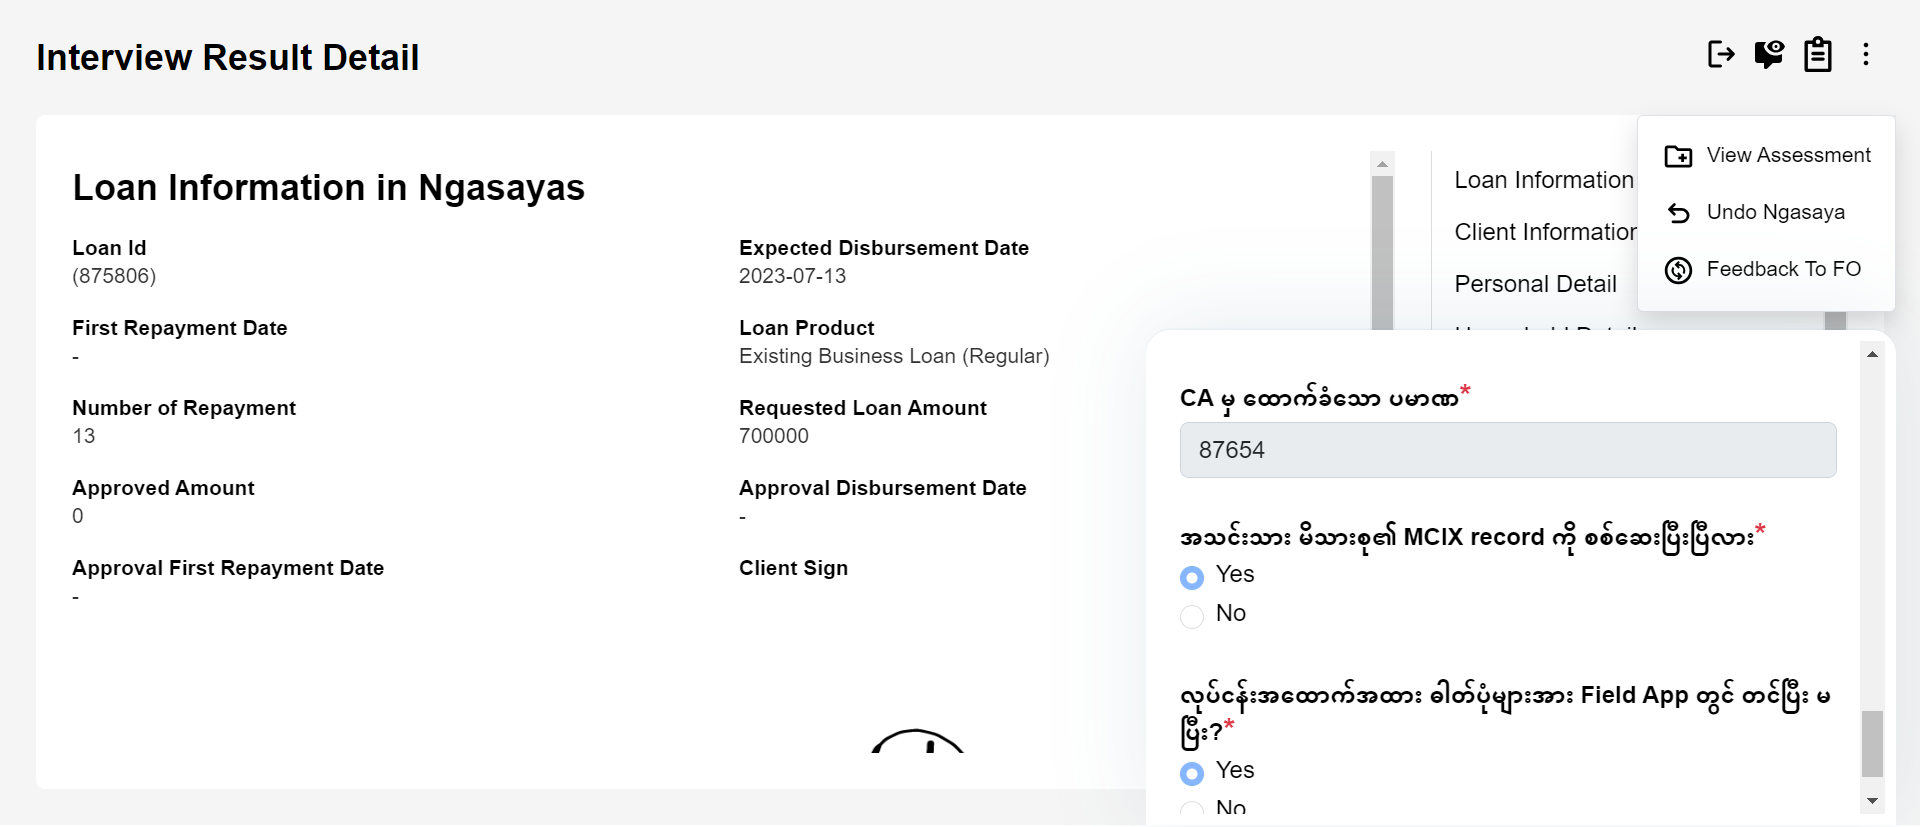 Interview Result Detail
Loan Information in Ngasayas
Loan Id
(875806)
Expected Disbursement Date
2023-07-13
First Repayment Date
-
Loan Product
Existing Business Loan (Regular)
Number of Repayment
13
Requested Loan Amount
700000
Approved Amount
0
Approval Disbursement Date
-
Approval First Repayment Date
-
Client Sign
Loan Information
Client Information
Personal Detail
View Assessment
Undo Ngasaya
Feedback To FO
CA မှ ထောက်ခံသော ပမာဏ*
87654
အသင်းသား မိသားစု၏ MCIX record ကို စစ်ဆေးပြီးပြီလား*
Yes
No
လုပ်ငန်းအထောက်အထား ဓါတ်ပုံများအား Field App တွင် တင်ပြီး မ
ပြီး?*
Yes
No